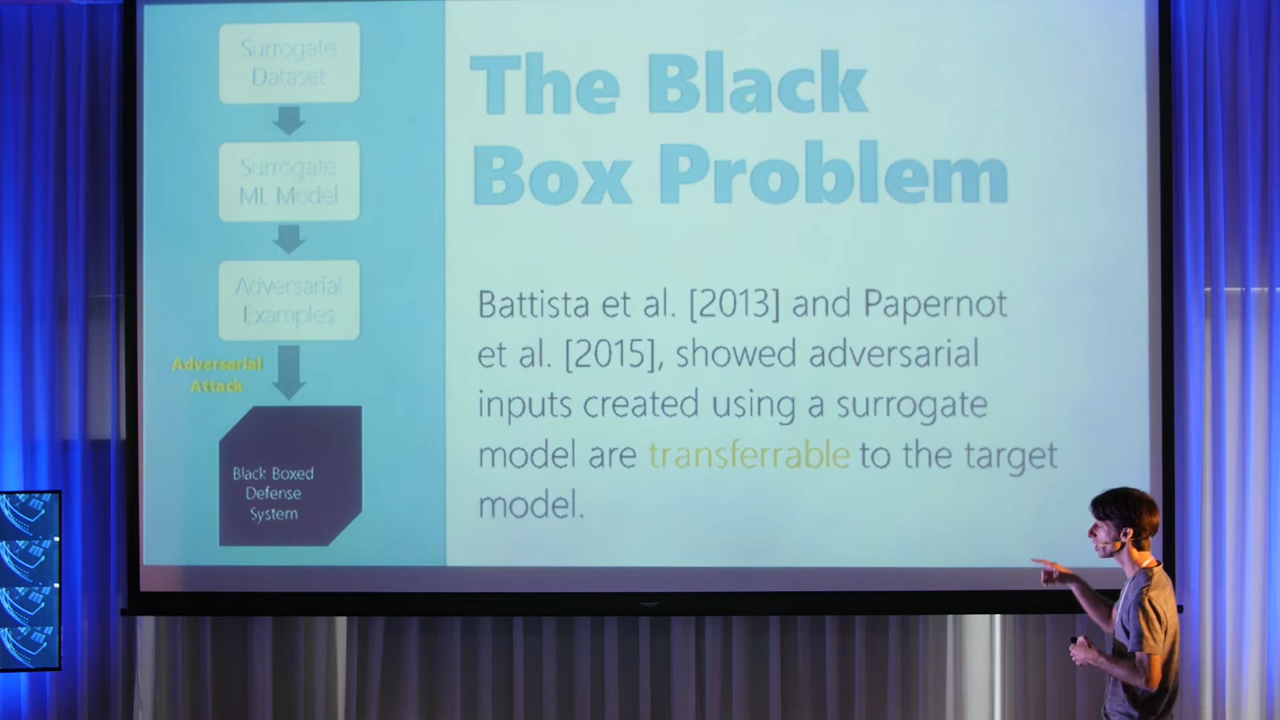 Surrogate
Dataset
Surrogate
ML Model
Adversarial
Examples
Adversarial
Attack
Black Boxed
Defense
System
The Black
Box Problem
Battista et al. [2013] and Papernot
et al. [2015], showed adversarial
inputs created using a surrogate
model are transferrable to the target
model.